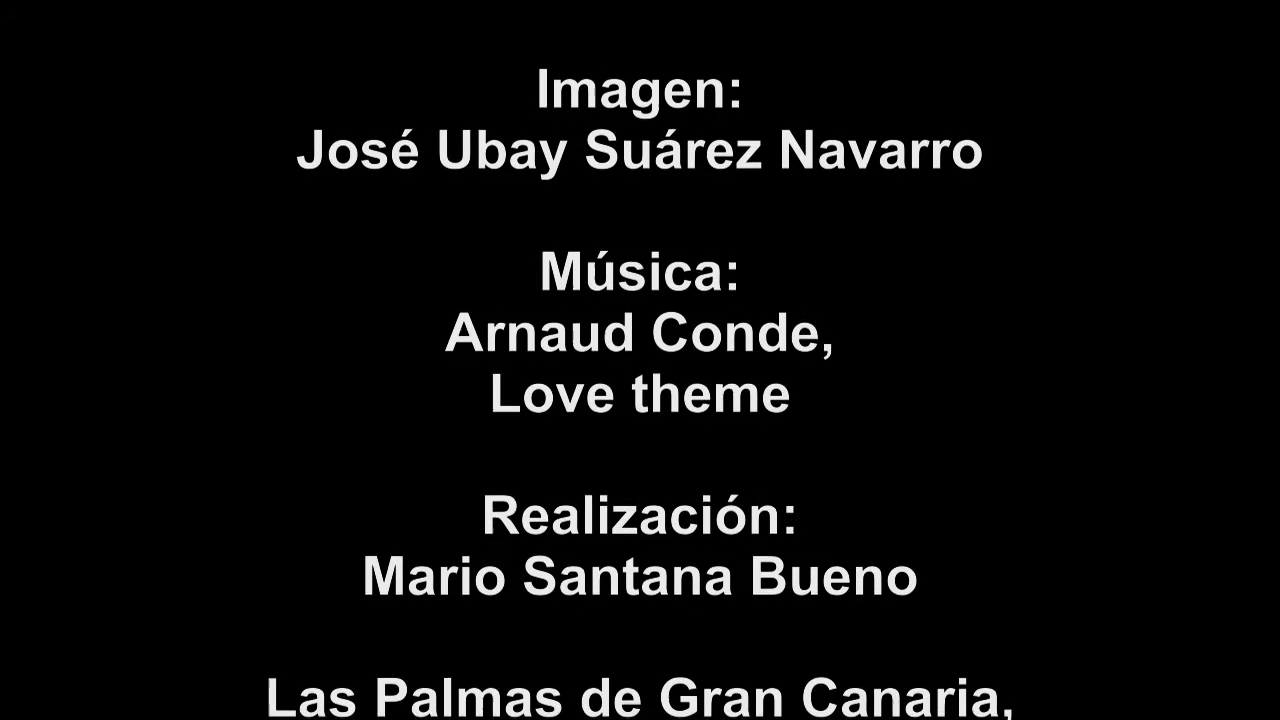 Imagen:
José Ubay Suárez Navarro
Música:
Arnaud Conde,
Love theme
Realización:
Mario Santana Bueno
Las Palmas de Gran Canaria,